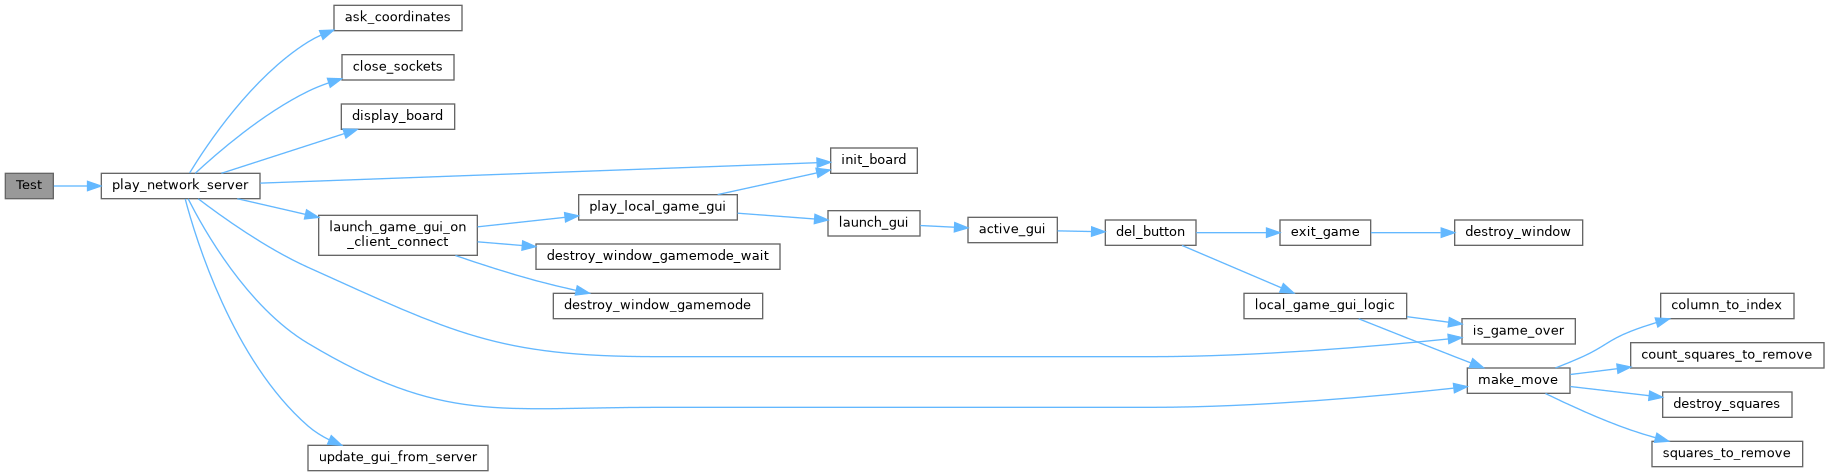 ask_coordinates
close_sockets
display_board
init_board
Test
play_network_server
play_local_game_gui
launch_gui
launch_game_gui_on
_client_connect
active_gui
del_button
exit_game
destroy_window
destroy_window_gamemode_wait
destroy_window_gamemode
local_game_gui_logic
column_to_index
is_game_over
count_squares_to_remove
make_move
destroy_squares
squares_to_remove
update_gui_from_server